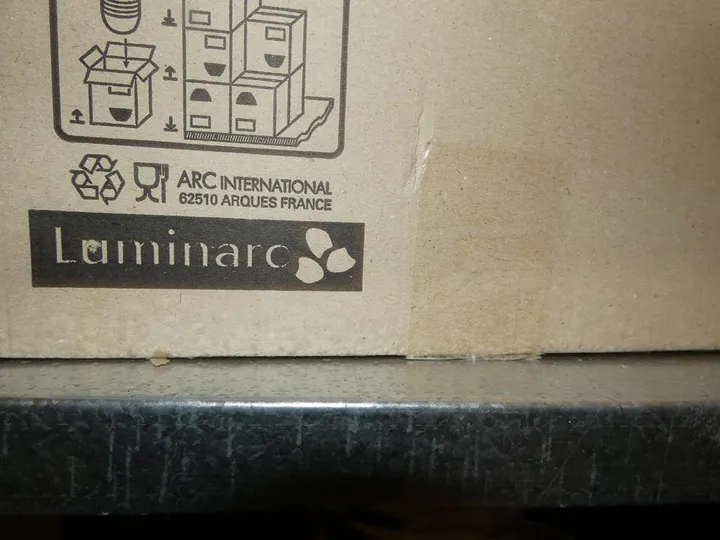 ARC INTERNATIONAL
62510 ARQUES FRANCE
Luminarc